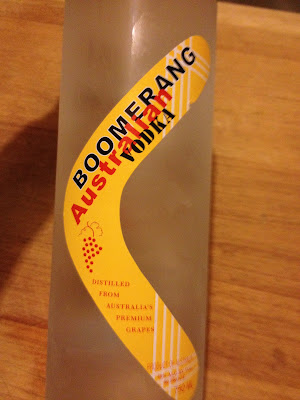 BOOMERANG
Australian
VODKA
DISTILLED
FROM
AUSTRALIA'S
PREMIUM
GRAPES